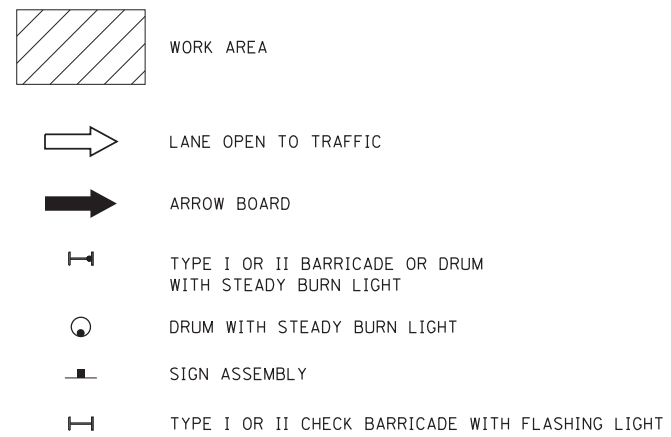 WORK AREA
LANE OPEN TO TRAFFIC
ARROW BOARD
TYPE I OR II BARRICADE OR DRUM
WITH STEADY BURN LIGHT
DRUM WITH STEADY BURN LIGHT
SIGN ASSEMBLY
TYPE I OR II CHECK BARRICADE WITH FLASHING LIGHT